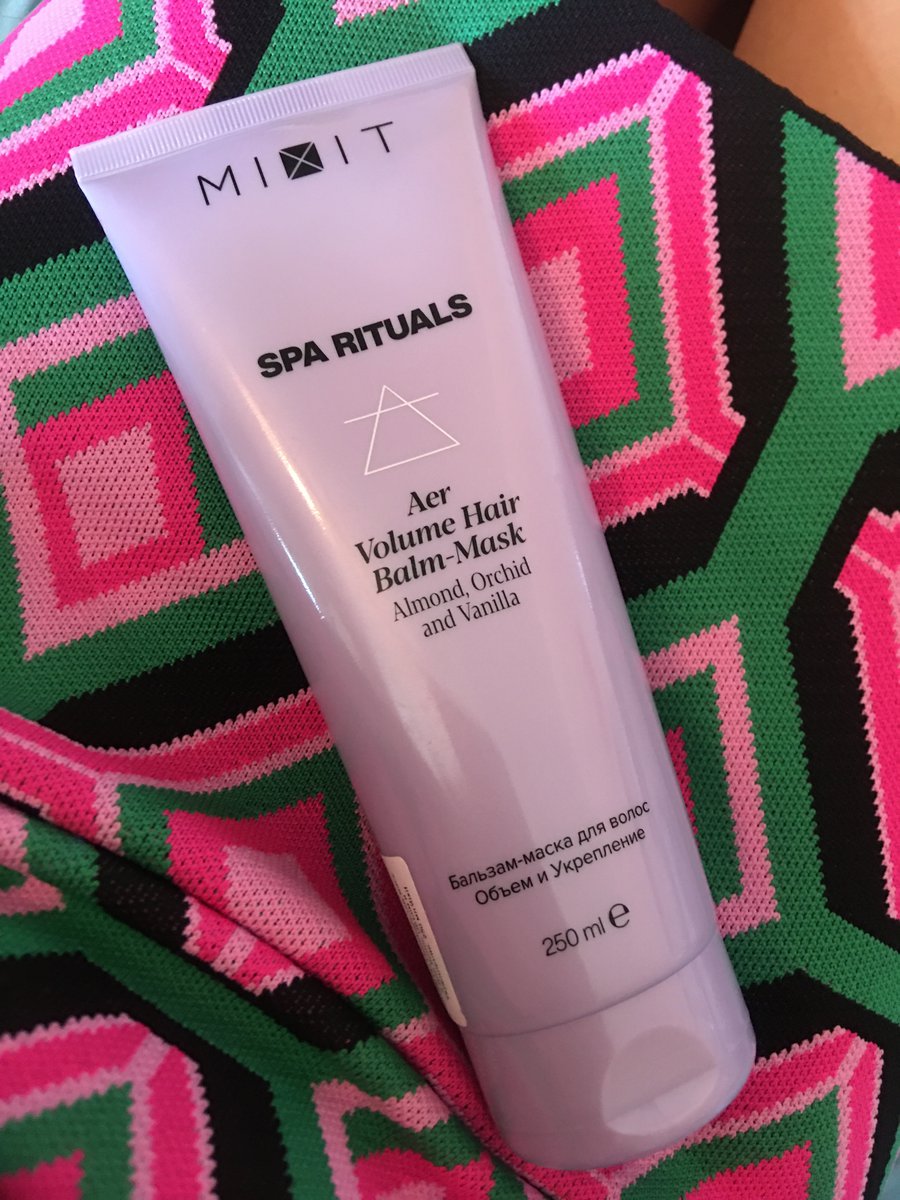 MIXIT
SPA RITUALS
Aer
Volume Hair
Balm-Mask
Almond, Orchid
and Vanilla
Бальзам-маска для волос
Объем и Укрепление
250 ml ℮